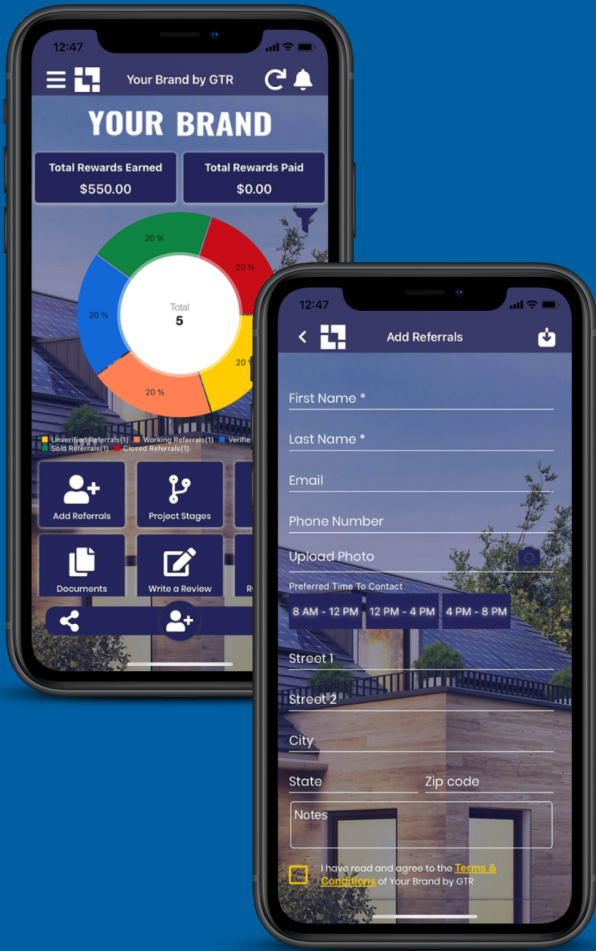 12:47
Your Brand by GTR
YOUR BRAND
Total Rewards Earned
$550.00
Total Rewards Paid
$0.00
20 %
20 %
20 %
20 %
20
Total
5
Unverified Referrals(1) Working Referrals(1) Verifie
Sold Referrals(1) Closed Referrals(1)
Add Referrals
Project Stages
Documents
Write a Review
R
12:47
Add Referrals
First Name *
Last Name *
Email
Phone Number
Upload Photo
Preferred Time To Contact
8 AM - 12 PM 12 PM - 4 PM 4 PM - 8 PM
Street 1
Street 2
City
State Zip code
Notes
I have read and agree to the Terms &
Conditions of Your Brand by GTR